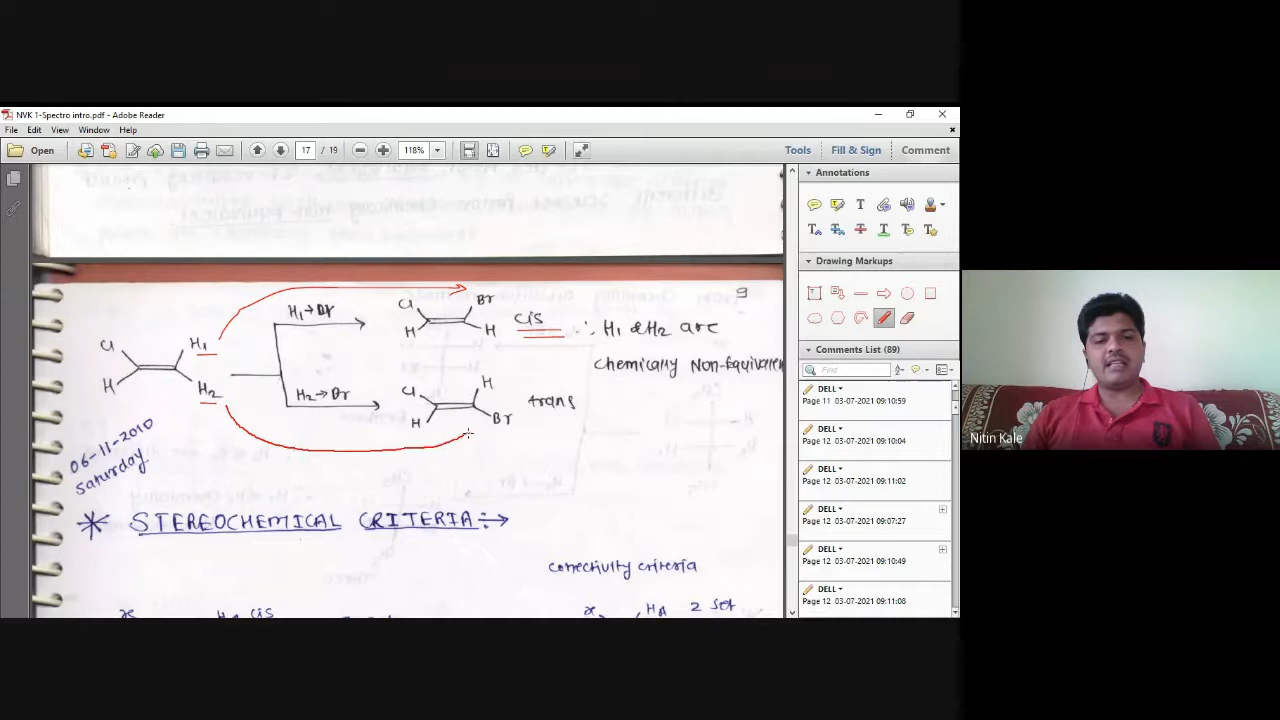 NVK 1-Spectro intro.pdf - Adobe Reader
File Edit View Window Help
Open 17 / 19 118% Tools Fill & Sign Comment
9
H1→Br
Cl Br
H H
Cis
∴ H1 & H2 are
Chemically Non-Equivalen
Cl H1
H H2
H2→Br
Cl H
H Br
trans
06-11-2010
Saturday
* STEREOCHEMICAL CRITERIA:→
connectivity criteria
HA 2 set
Cis
Annotations
Drawing Markups
Comments List (89)
Find
DELL
Page 11 03-07-2021 09:10:59
DELL
Page 12 03-07-2021 09:10:04
DELL
Page 12 03-07-2021 09:11:02
DELL
Page 12 03-07-2021 09:07:27
DELL
Page 12 03-07-2021 09:10:49
DELL
Page 12 03-07-2021 09:11:08
Nitin Kale